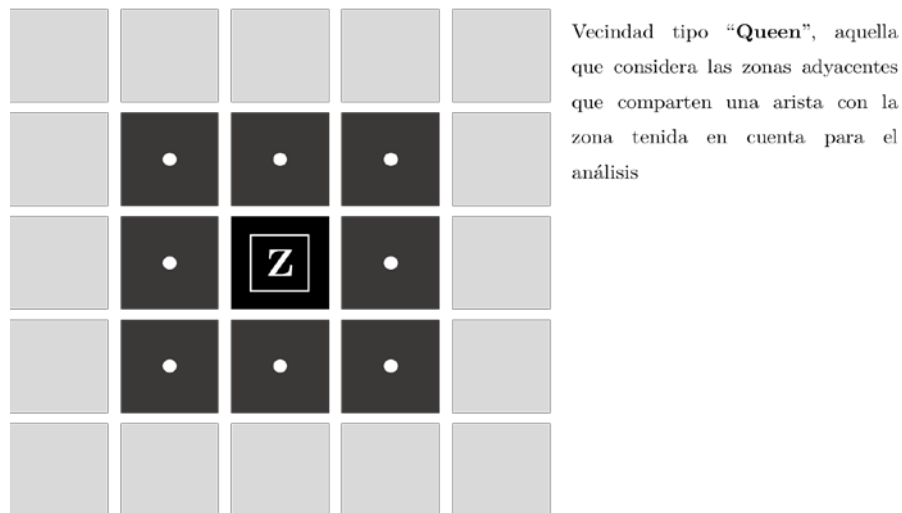 Vecindad tipo “Queen”, aquella
que considera las zonas adyacentes
que comparten una arista con la
zona tenida en cuenta para el
análisis
Z